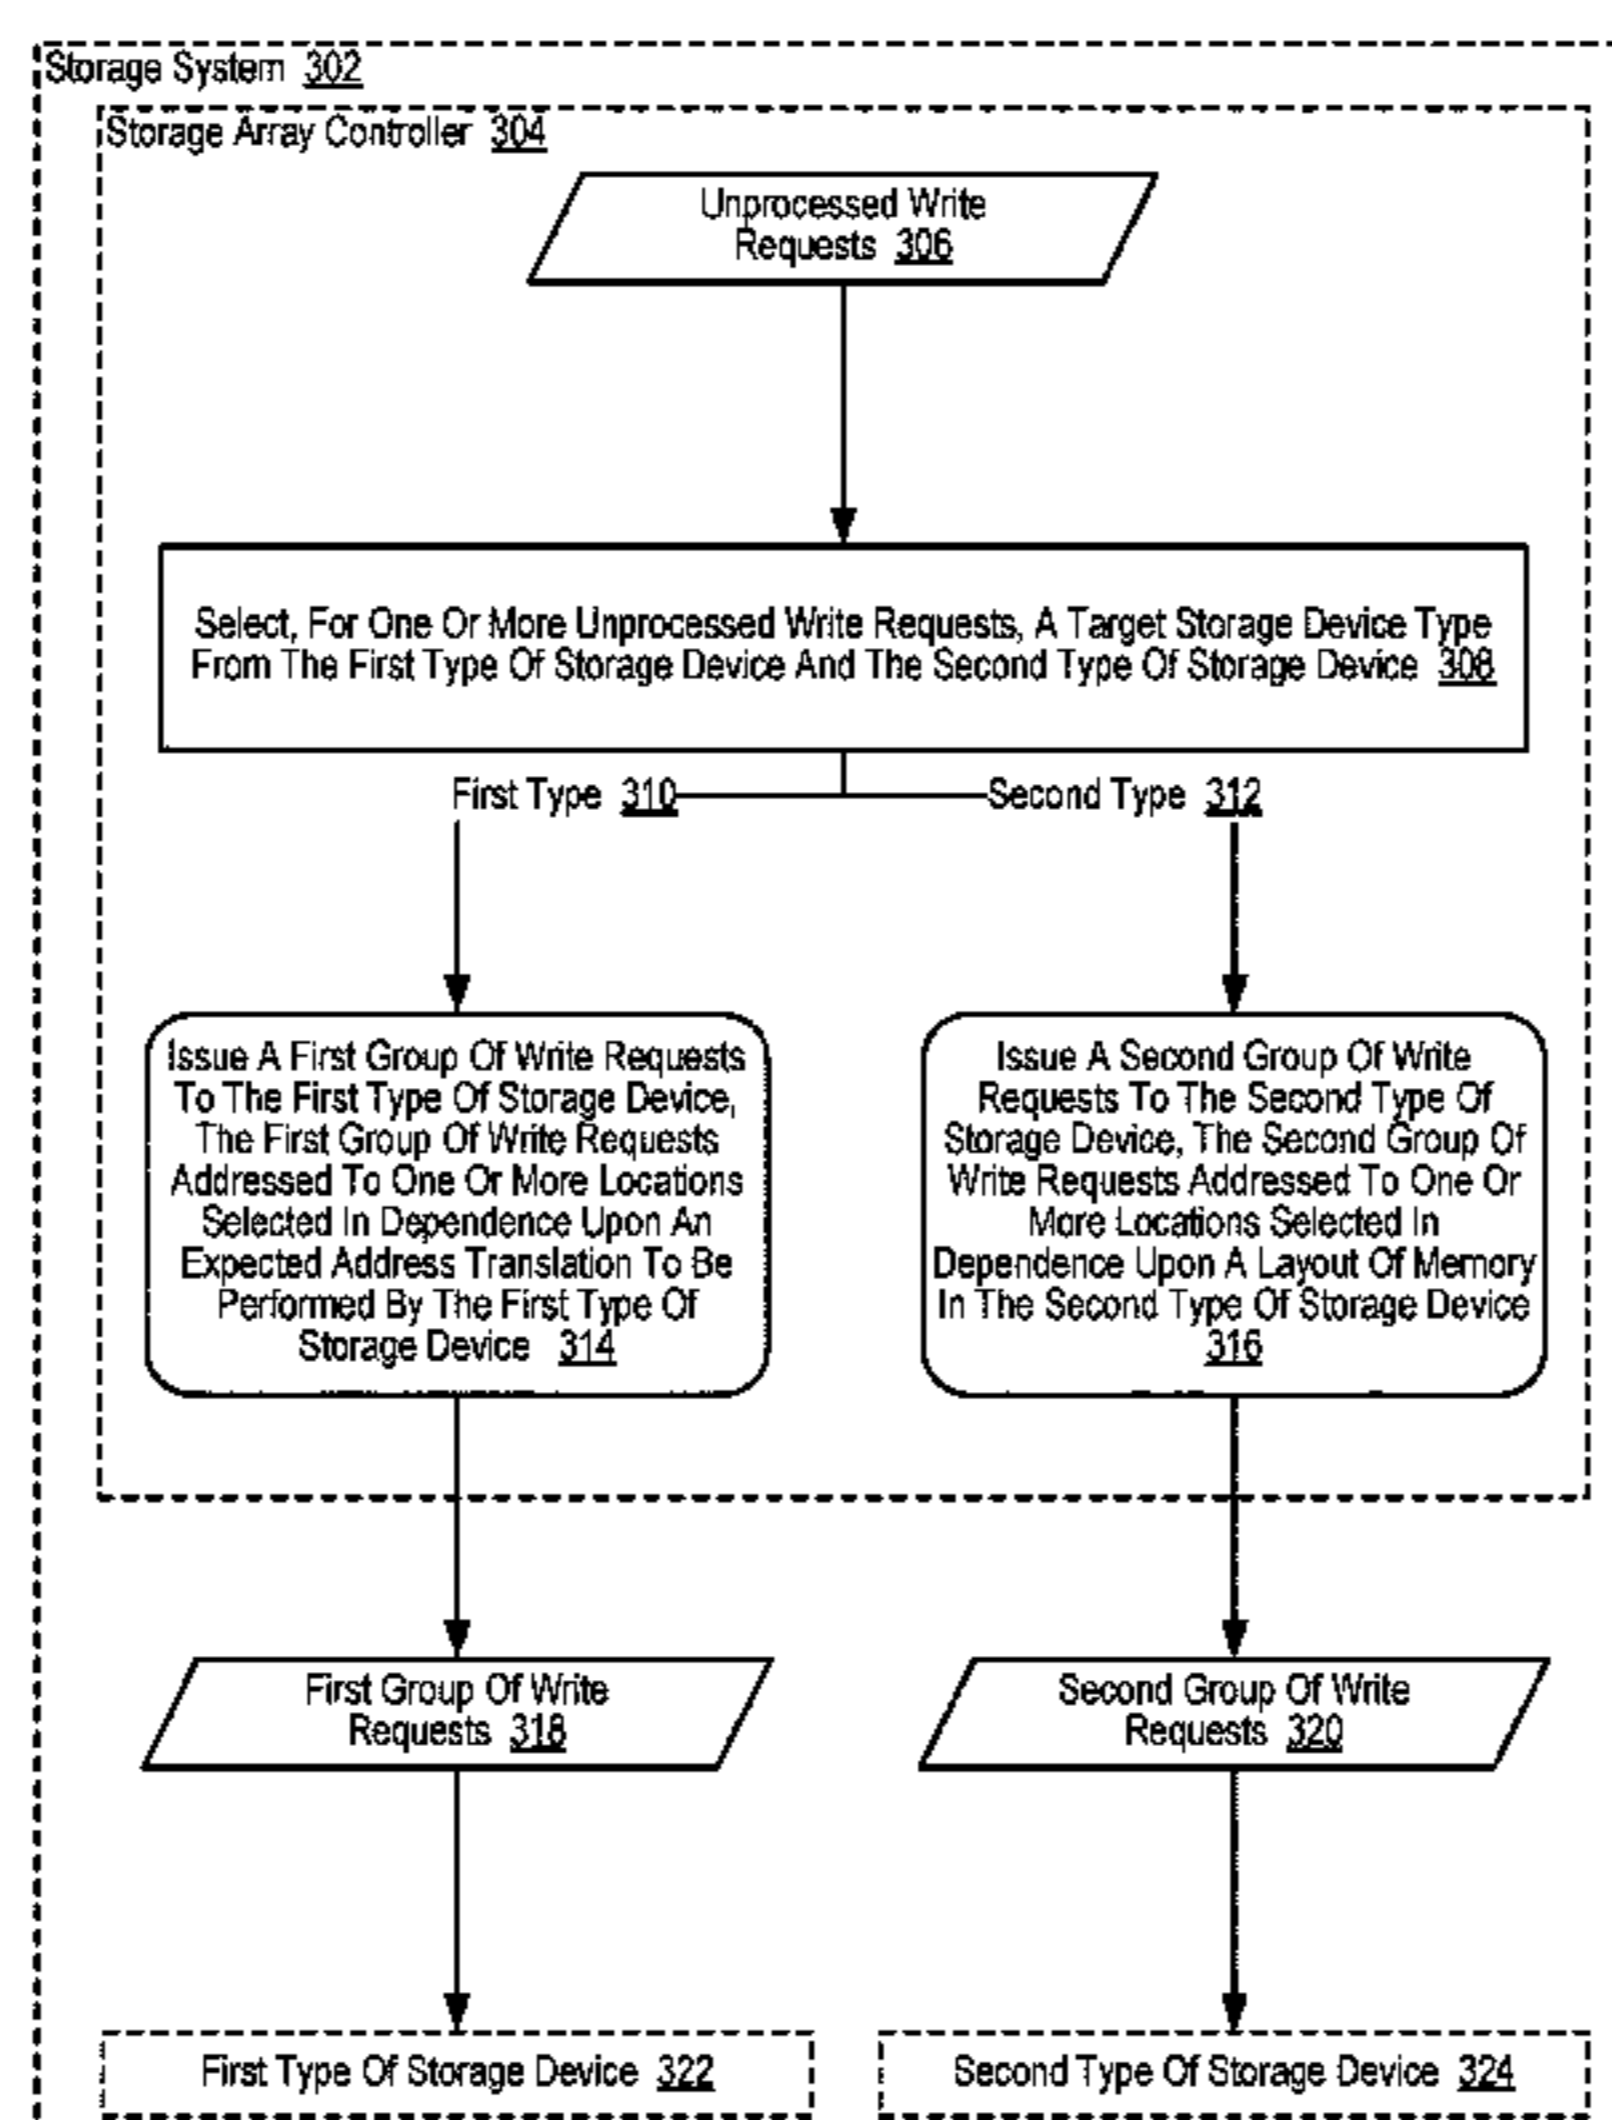 Storage System 302
Storage Array Controller 304
Unprocessed Write
Requests 306
Select, For One Or More Unprocessed Write Requests, A Target Storage Device Type
From The First Type Of Storage Device And The Second Type Of Storage Device 308
First Type 310
Second Type 312
Issue A First Group Of Write Requests
To The First Type Of Storage Device,
The First Group Of Write Requests
Addressed To One Or More Locations
Selected In Dependence Upon An
Expected Address Translation To Be
Performed By The First Type Of
Storage Device 314
Issue A Second Group Of Write
Requests To The Second Type Of
Storage Device, The Second Group Of
Write Requests Addressed To One Or
More Locations Selected In
Dependence Upon A Layout Of Memory
In The Second Type Of Storage Device
316
First Group Of Write
Requests 318
Second Group Of Write
Requests 320
First Type Of Storage Device 322
Second Type Of Storage Device 324